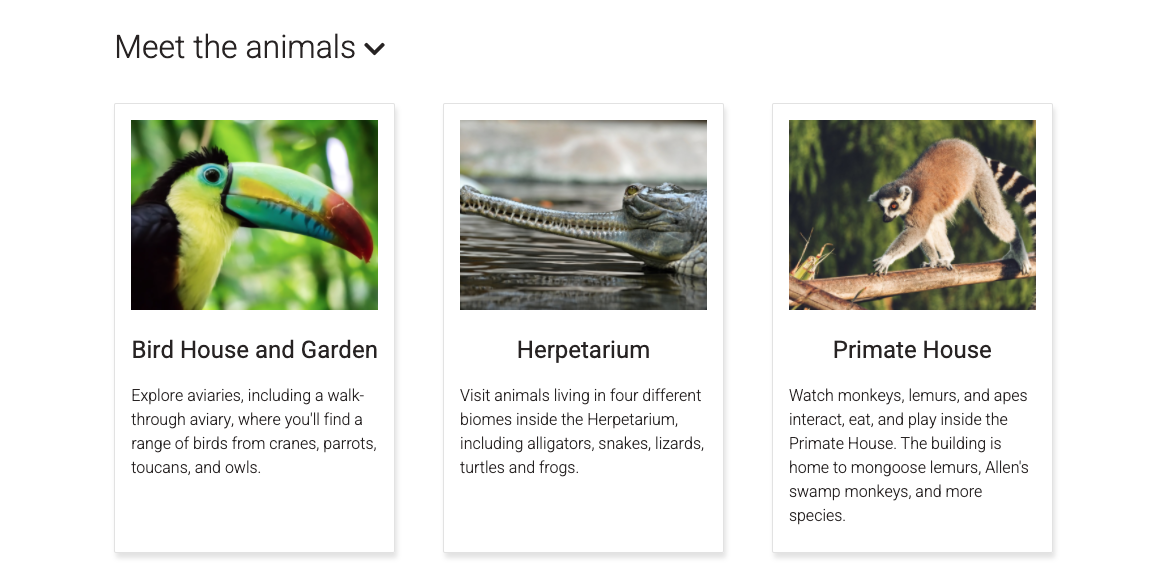 Meet the animals
Bird House and Garden
Explore aviaries, including a walk-
through aviary, where you'll find a
range of birds from cranes, parrots,
toucans, and owls.
Herpetarium
Visit animals living in four different
biomes inside the Herpetarium,
including alligators, snakes, lizards,
turtles and frogs.
Primate House
Watch monkeys, lemurs, and apes
interact, eat, and play inside the
Primate House. The building is
home to mongoose lemurs, Allen's
swamp monkeys, and more
species.